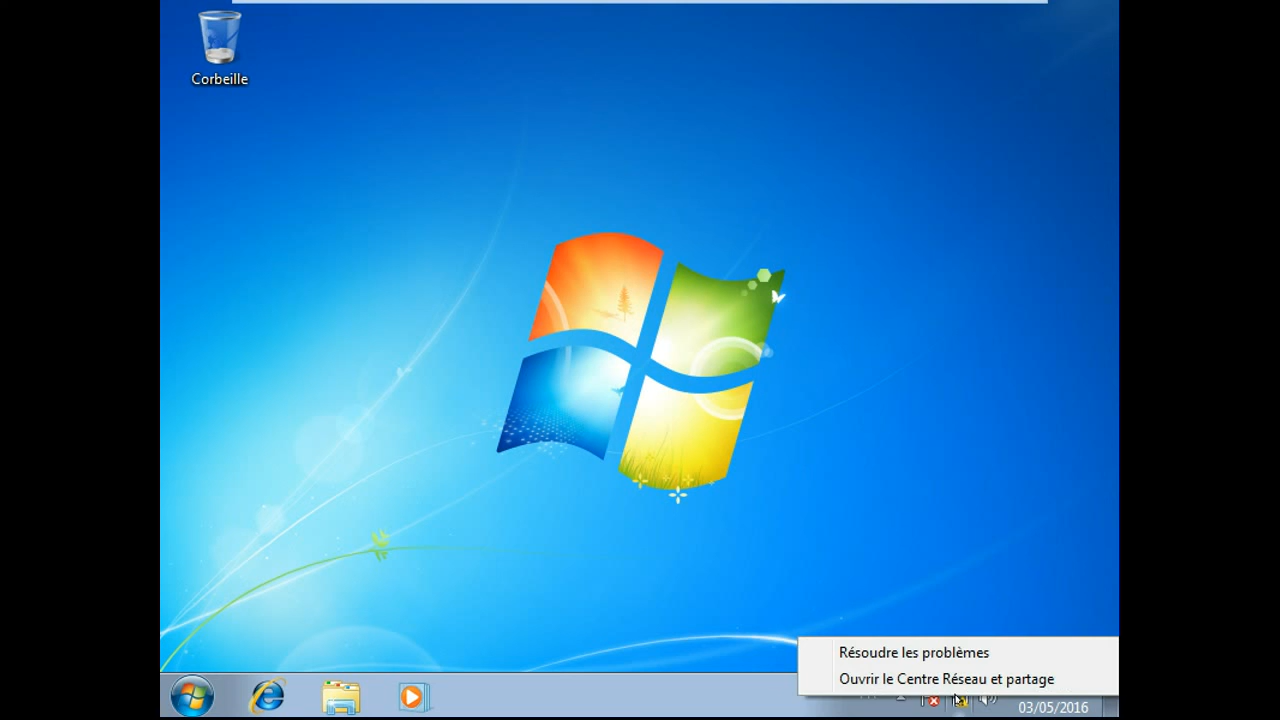 Corbeille
Résoudre les problèmes
Ouvrir le Centre Réseau et partage
03/05/2016